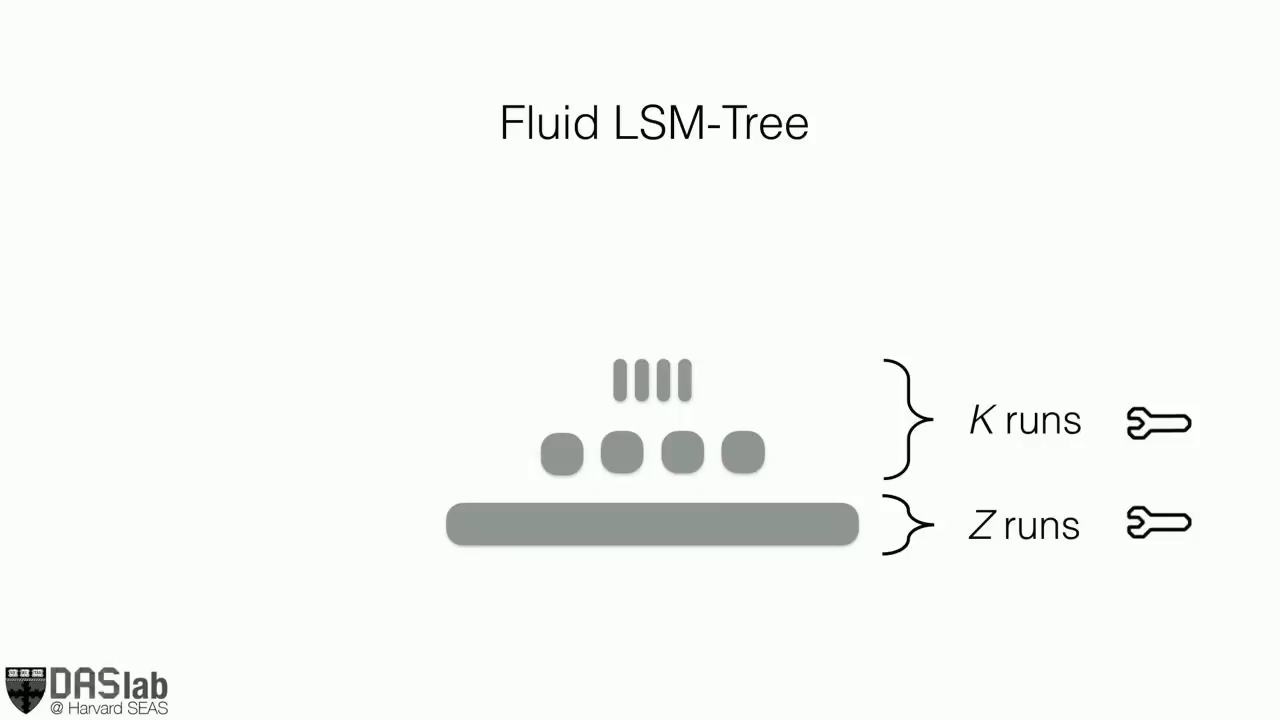 Fluid LSM-Tree
K runs
Z runs
DASlab
@ Harvard SEAS